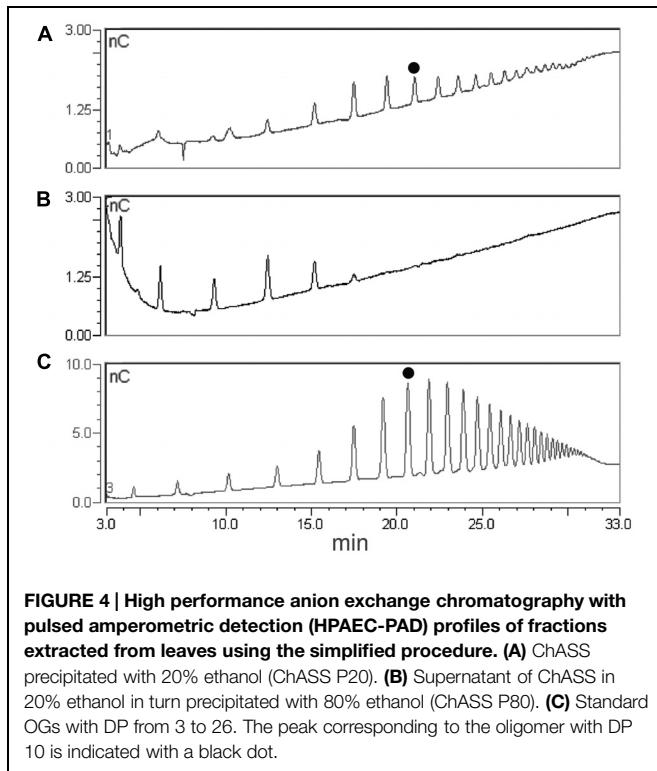 A
3.00
nC
1.25
1
0.00
B
3.00
nC
1.25
0.00
C
10.0
nC
5.0
3
0.0
3.0 10.0 15.0 20.0 25.0 33.0
min
FIGURE 4 | High performance anion exchange chromatography with
pulsed amperometric detection (HPAEC-PAD) profiles of fractions
extracted from leaves using the simplified procedure. (A) ChASS
precipitated with 20% ethanol (ChASS P20). (B) Supernatant of ChASS in
20% ethanol in turn precipitated with 80% ethanol (ChASS P80). (C) Standard
OGs with DP from 3 to 26. The peak corresponding to the oligomer with DP
10 is indicated with a black dot.